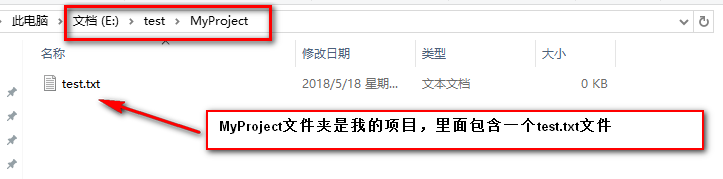 此电脑 > 文档 (E:) > test > MyProject
名称 修改日期 类型 大小
test.txt 2018/5/18 星期... 文本文档 0 KB
MyProject文件夹是我的项目，里面包含一个test.txt文件